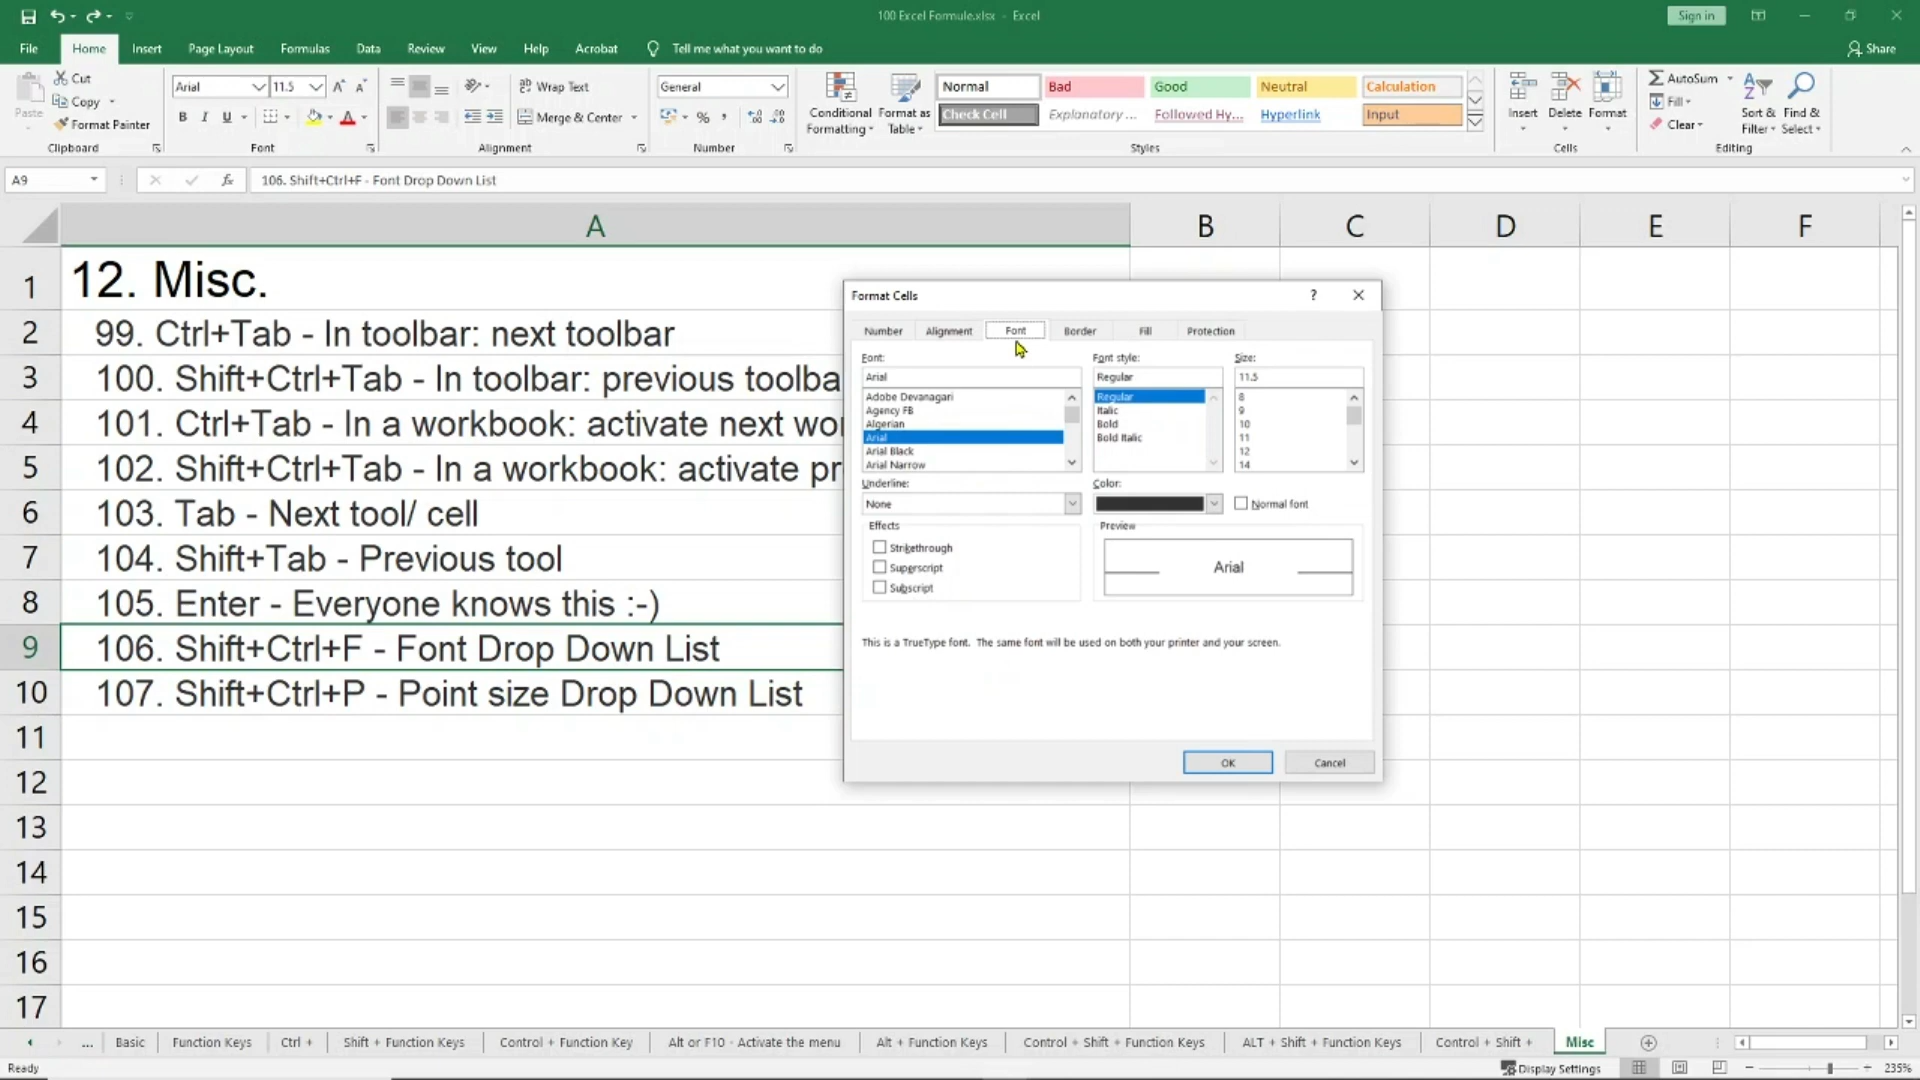 100 Excel Formule.xlsx - Excel
Sign in
File Home Insert Page Layout Formulas Data Review View Help Acrobat Tell me what you want to do Share
Paste
Cut
Copy
Format Painter
Clipboard
Arial 11.5
B I U
Font
Wrap Text
Merge & Center
Alignment
General
Number
Conditional Formatting
Format as Table
Normal Bad Good Neutral Calculation
Check Cell Explanatory ... Followed Hy... Hyperlink Input
Styles
Insert Delete Format
Cells
AutoSum
Fill
Clear
Sort & Filter
Find & Select
Editing
A9 fx 106. Shift+Ctrl+F - Font Drop Down List
A B C D E F
1 12. Misc.
2 99. Ctrl+Tab - In toolbar: next toolbar
3 100. Shift+Ctrl+Tab - In toolbar: previous toolba
4 101. Ctrl+Tab - In a workbook: activate next wo
5 102. Shift+Ctrl+Tab - In a workbook: activate pr
6 103. Tab - Next tool/ cell
7 104. Shift+Tab - Previous tool
8 105. Enter - Everyone knows this :-)
9 106. Shift+Ctrl+F - Font Drop Down List
10 107. Shift+Ctrl+P - Point size Drop Down List
11
12
13
14
15
16
17
Format Cells ?
Number Alignment Font Border Fill Protection
Font: Font style: Size:
Arial Regular 11.5
Adobe Devanagari Regular 8
Agency FB Italic 9
Algerian Bold 10
Arial Bold Italic 11
Arial Black 12
Arial Narrow 14
Underline: Color:
None Normal font
Effects Preview
Strikethrough
Superscript Arial
Subscript
This is a TrueType font. The same font will be used on both your printer and your screen.
OK Cancel
... Basic Function Keys Ctrl + Shift + Function Keys Control + Function Key Alt or F10 - Activate the menu Alt + Function Keys Control + Shift + Function Keys ALT + Shift + Function Keys Control + Shift + Misc
Ready Display Settings 235%